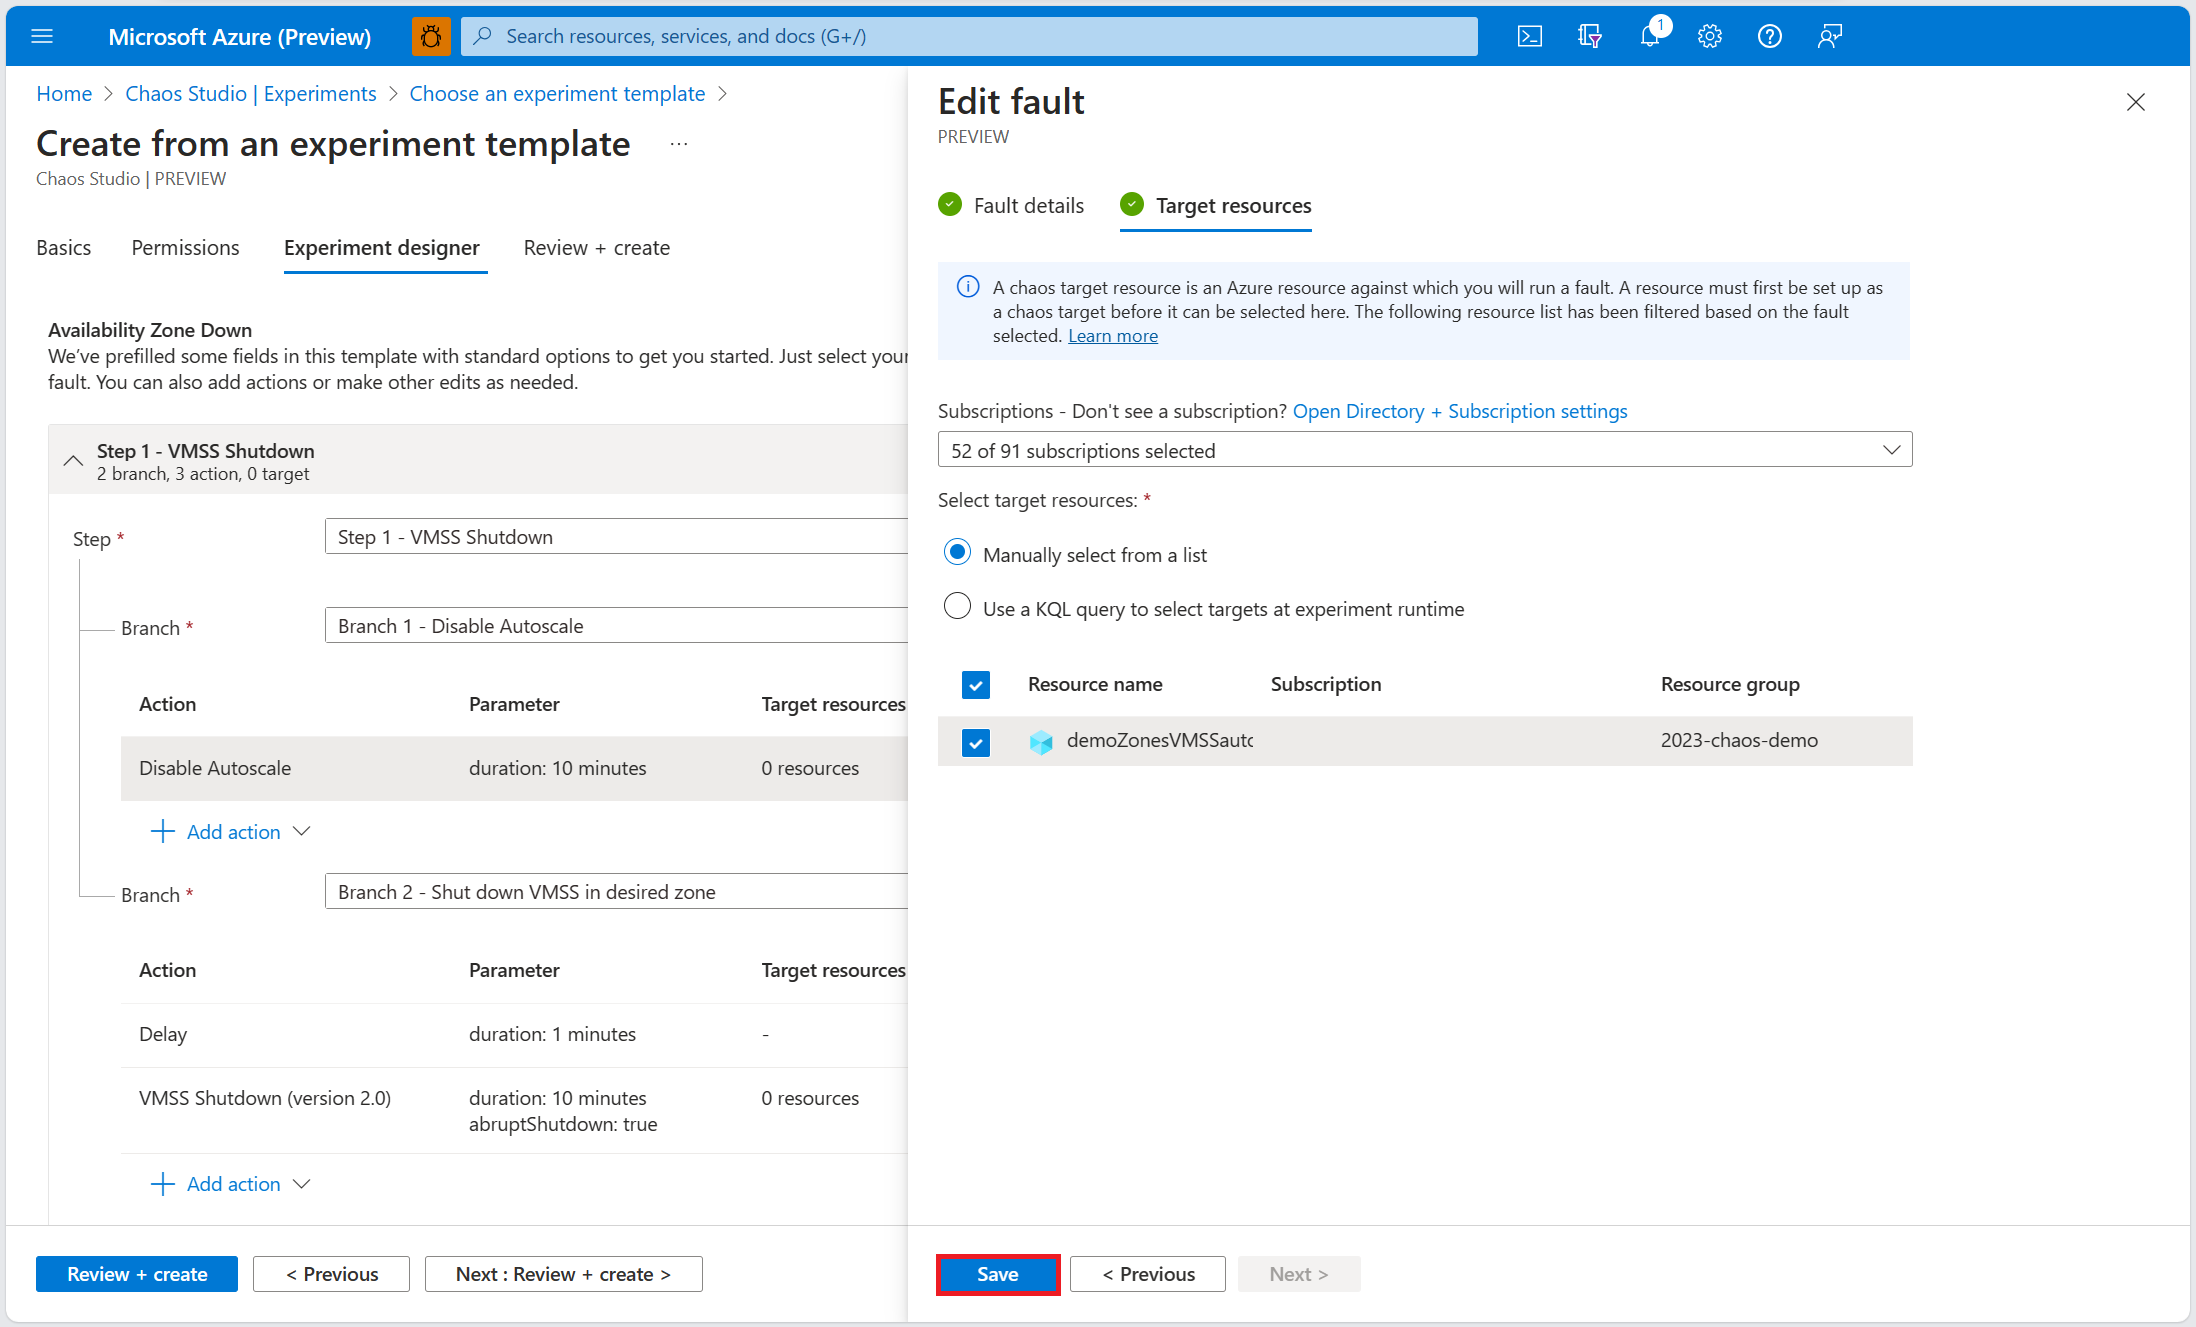 Microsoft Azure (Preview)
Search resources, services, and docs (G+/)
1
Home > Chaos Studio | Experiments > Choose an experiment template >
Create from an experiment template ...
Chaos Studio | PREVIEW
Basics Permissions Experiment designer Review + create
Availability Zone Down
We've prefilled some fields in this template with standard options to get you started. Just select your
fault. You can also add actions or make other edits as needed.
Step 1 - VMSS Shutdown
2 branch, 3 action, 0 target
Step * Step 1 - VMSS Shutdown
Branch * Branch 1 - Disable Autoscale
Action Parameter Target resources
Disable Autoscale duration: 10 minutes 0 resources
+ Add action
Branch * Branch 2 - Shut down VMSS in desired zone
Action Parameter Target resources
Delay duration: 1 minutes -
VMSS Shutdown (version 2.0) duration: 10 minutes 0 resources
abruptShutdown: true
+ Add action
Review + create < Previous Next : Review + create >
Edit fault
PREVIEW
Fault details Target resources
A chaos target resource is an Azure resource against which you will run a fault. A resource must first be set up as
a chaos target before it can be selected here. The following resource list has been filtered based on the fault
selected. Learn more
Subscriptions - Don't see a subscription? Open Directory + Subscription settings
52 of 91 subscriptions selected
Select target resources: *
Manually select from a list
Use a KQL query to select targets at experiment runtime
Resource name Subscription Resource group
demoZonesVMSSauto 2023-chaos-demo
Save < Previous Next >